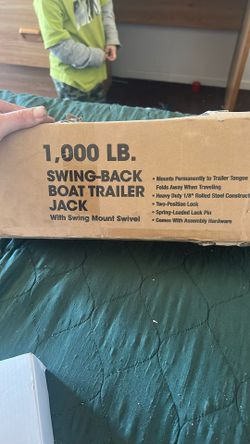 1,000 LB.
SWING-BACK
BOAT TRAILER
JACK
With Swing Mount Swivel
• Mounts Permanently to Trailer Tongue
Folds Away When Travelling
• Heavy Duty 1/8" Rolled Steel Construct
• Two-Position Lock
• Spring-Loaded Lock Pin
• Comes With Assembly Hardware